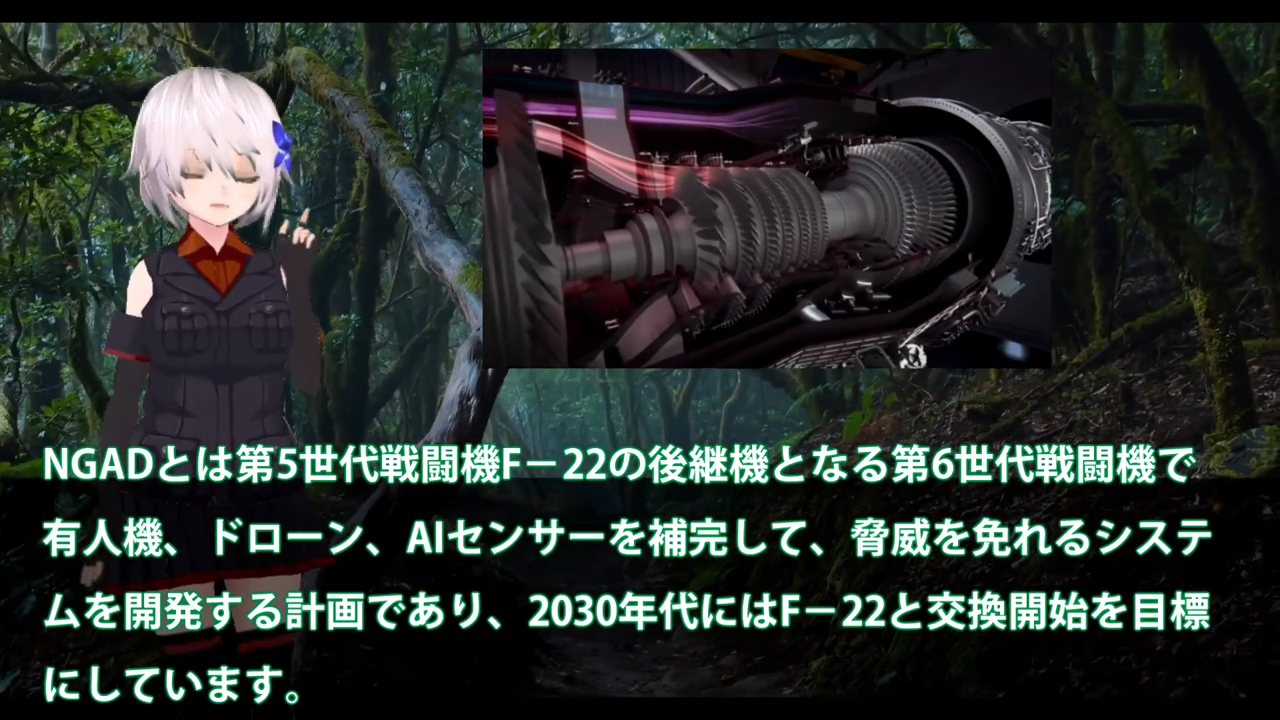 NGADとは第5世代戦闘機F－22の後継機となる第6世代戦闘機で
有人機、ドローン、AIセンサーを補完して、脅威を免れるシステ
ムを開発する計画であり、2030年代にはF－22と交換開始を目標
にしています。